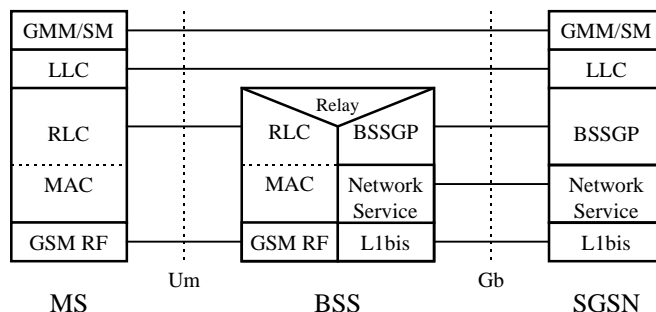 GMM/SM
LLC
RLC
MAC
GSM RF
MS
Um
Relay
RLC
BSSGP
MAC
Network
Service
GSM RF
L1bis
BSS
Gb
GMM/SM
LLC
BSSGP
Network
Service
L1bis
SGSN